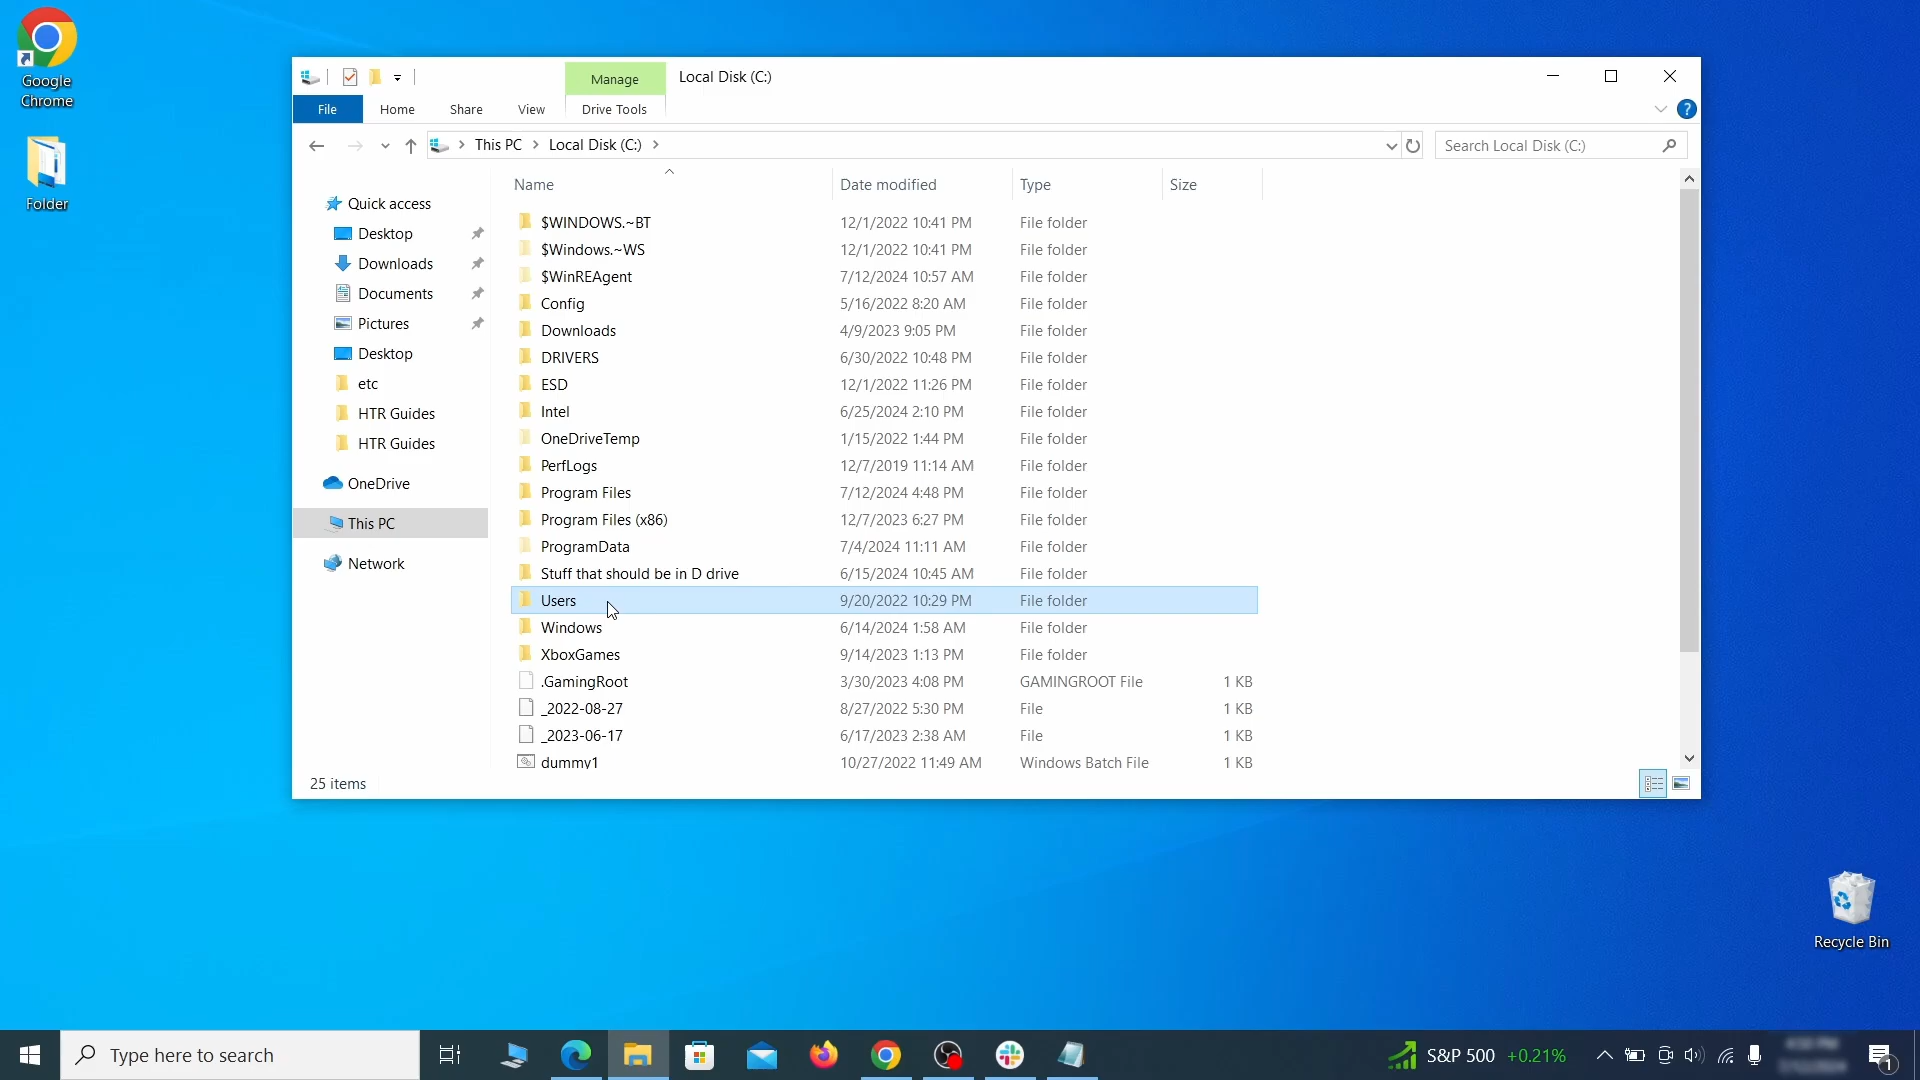 Google
Chrome
Folder
Manage
Local Disk (C:)
File
Home
Share
View
Drive Tools
This PC
Local Disk (C:)
Search Local Disk (C:)
Quick access
Desktop
Downloads
Documents
Pictures
Desktop
etc
HTR Guides
HTR Guides
OneDrive
This PC
Network
Name Date modified Type Size
$WINDOWS.~BT 12/1/2022 10:41 PM File folder
$Windows.~WS 12/1/2022 10:41 PM File folder
$WinREAgent 7/12/2024 10:57 AM File folder
Config 5/16/2022 8:20 AM File folder
Downloads 4/9/2023 9:05 PM File folder
DRIVERS 6/30/2022 10:48 PM File folder
ESD 12/1/2022 11:26 PM File folder
Intel 6/25/2024 2:10 PM File folder
OneDriveTemp 1/15/2022 1:44 PM File folder
PerfLogs 12/7/2019 11:14 AM File folder
Program Files 7/12/2024 4:48 PM File folder
Program Files (x86) 12/7/2023 6:27 PM File folder
ProgramData 7/4/2024 11:11 AM File folder
Stuff that should be in D drive 6/15/2024 10:45 AM File folder
Users 9/20/2022 10:29 PM File folder
Windows 6/14/2024 1:58 AM File folder
XboxGames 9/14/2023 1:13 PM File folder
.GamingRoot 3/30/2023 4:08 PM GAMINGROOT File 1 KB
_2022-08-27 8/27/2022 5:30 PM File 1 KB
_2023-06-17 6/17/2023 2:38 AM File 1 KB
dummy1 10/27/2022 11:49 AM Windows Batch File 1 KB
25 items
Recycle Bin
Type here to search
S&P 500 +0.21%
1